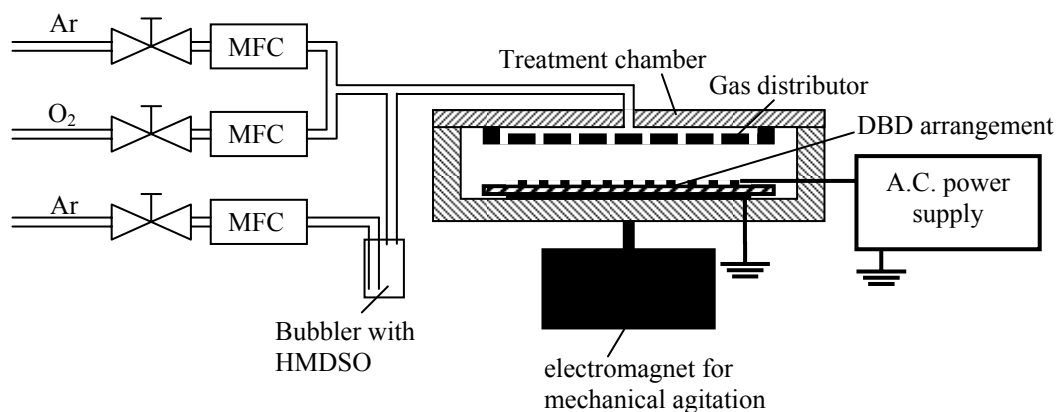 Ar
MFC
Treatment chamber
Gas distributor
O₂
MFC
DBD arrangement
A.C. power
supply
Ar
MFC
Bubbler with
HMDSO
electromagnet for
mechanical agitation